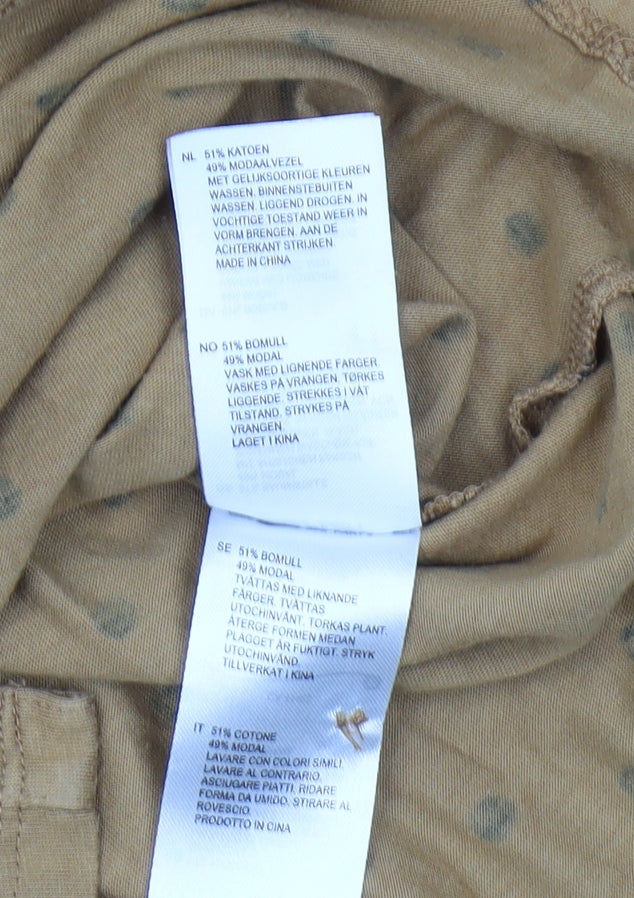 NL 51% KATOEN
49% MODAALVEZEL
MET GELIJKSOORTIGE KLEUREN
WASSEN. BINNENSTEBUITEN
WASSEN. LIGGEND DROGEN. IN
VOCHTIGE TOESTAND WEER IN
VORM BRENGEN. AAN DE
ACHTERKANT STRIJKEN.
MADE IN CHINA
NO 51% BOMULL
49% MODAL
VASK MED LIGNENDE FARGER.
VASKES PÅ VRANGEN. TØRKES
LIGGENDE. STREKKES I VÅT
TILSTAND. STRYKES PÅ
VRANGEN.
LAGET I KINA
SE 51% BOMULL
49% MODAL
TVÄTTAS MED LIKNANDE
FÄRGER. TVÄTTAS
UTOCHINVÄNT. TORKAS PLANT.
ÅTERGE FORMEN MEDAN
PLAGGET ÄR FUKTIGT. STRYK
UTOCHINVÄND.
TILLVERKAT I KINA
IT 51% COTONE
49% MODAL
LAVARE CON COLORI SIMILI.
LAVARE AL CONTRARIO.
ASCIUGARE PIATTI. RIDARE
FORMA DA UMIDO. STIRARE AL
ROVESCIO.
PRODOTTO IN CINA